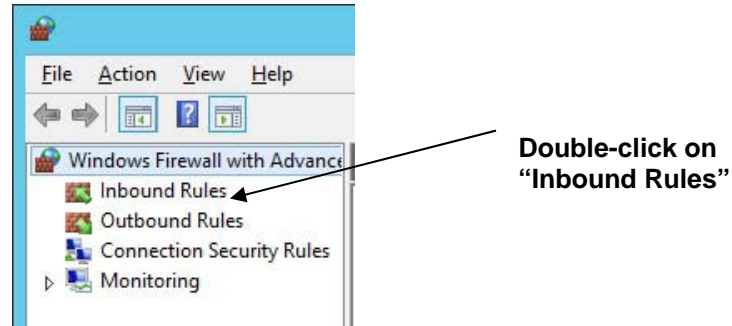 File Action View Help
Windows Firewall with Advance
Inbound Rules
Outbound Rules
Connection Security Rules
Monitoring
Double-click on
“Inbound Rules”